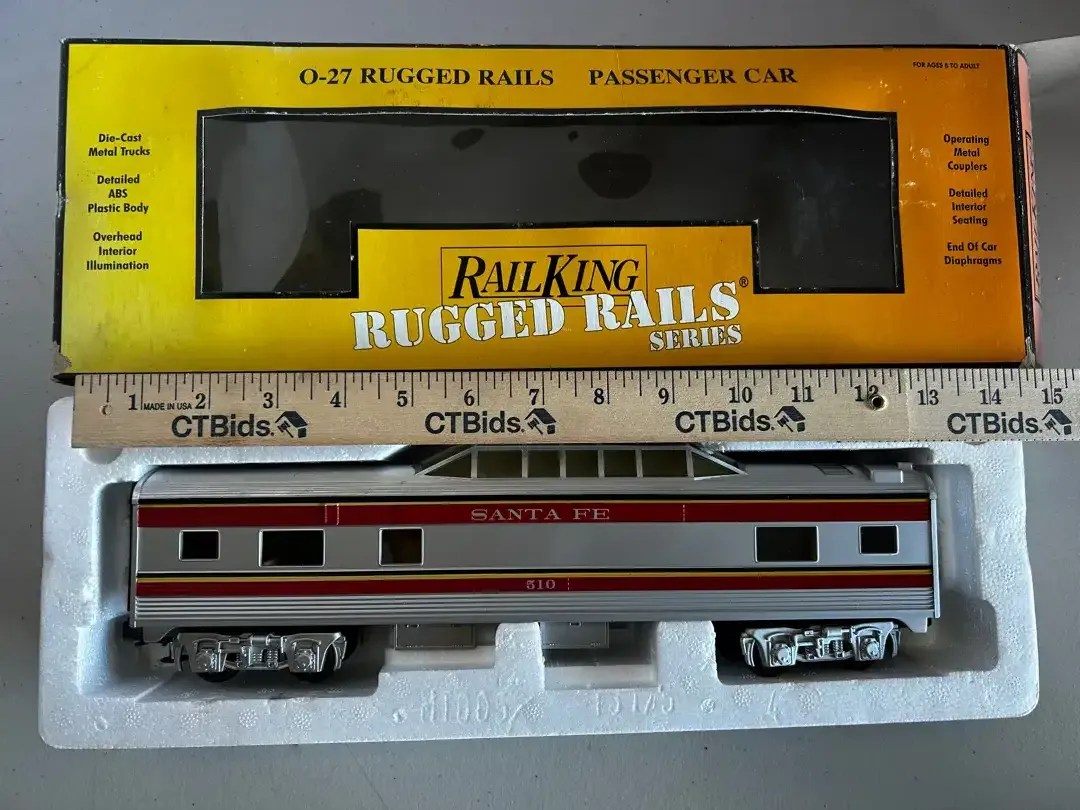 O-27 RUGGED RAILS PASSENGER CAR
FOR AGES 8 TO ADULT
Die-Cast
Metal Trucks
Detailed
ABS
Plastic Body
Overhead
Interior
Illumination
Operating
Metal
Couplers
Detailed
Interior
Seating
End Of Car
Diaphragms
RAILKING
RUGGED RAILS®
SERIES
1 MADE IN USA 2 3 4 5 6 7 8 9 10 11 12 13 14 15
CTBids. CTBids. CTBids. CTBids.
SANTA FE
510